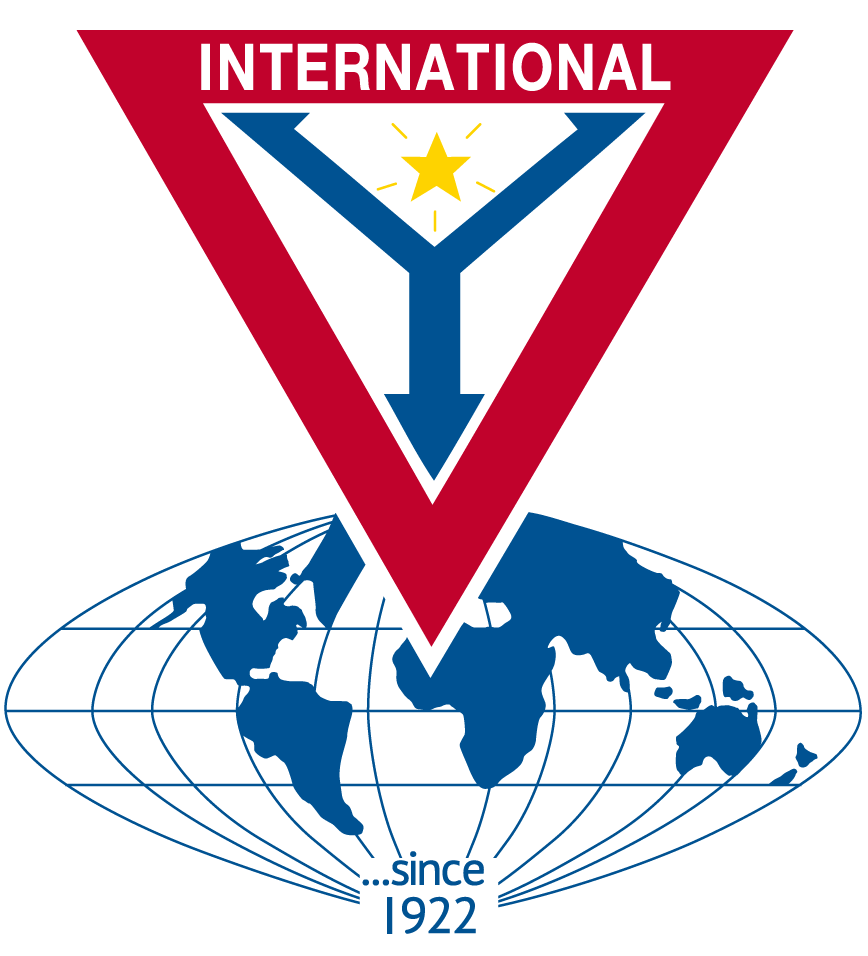 INTERNATIONAL
...since
1922